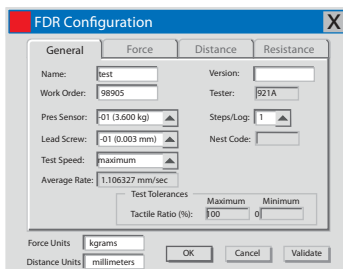 FDR Configuration X
General Force Distance Resistance
Name: test Version:
Work Order: 98905 Tester: 921A
Pres Sensor: -01 (3.600 kg) Steps/Log: 1
Lead Screw: -01 (0.003 mm) Nest Code:
Test Speed: maximum
Average Rate: 1.106327 mm/sec
Test Tolerances
Maximum Minimum
Tactile Ratio (%): 100 0
Force Units kgrams
Distance Units millimeters
OK Cancel Validate